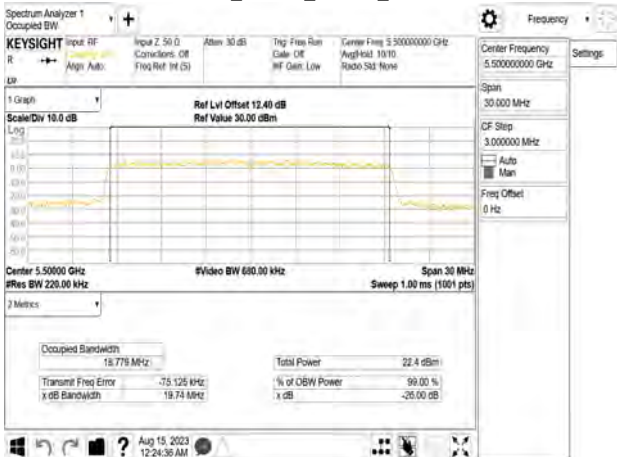 Spectrum Analyzer 1
Occupied BW
Frequency
KEYSIGHT
Input: RF
Align: Auto
Input Z: 50 Ω
Corrections: Off
Freq Ref: Int (S)
Atten: 30 dB
Trig: Free Run
Gate: Off
#IF Gain: Low
Center Freq: 5.500000000 GHz
Avg|Hold: 10/10
Radio Std: None
R
Center Frequency
5.500000000 GHz
Settings
Span
30.000 MHz
CF Step
3.000000 MHz
Auto
Man
Freq Offset
0 Hz
1 Graph
Scale/Div 10.0 dB
Ref Lvl Offset 12.40 dB
Ref Value 30.00 dBm
Log
Center 5.50000 GHz
#Video BW 680.00 kHz
Span 30 MHz
#Res BW 220.00 kHz
Sweep 1.00 ms (1001 pts)
2 Metrics
Occupied Bandwidth
18.779 MHz
Total Power 22.4 dBm
Transmit Freq Error -75.125 kHz
% of OBW Power 99.00 %
x dB Bandwidth 19.74 MHz
x dB -26.00 dB
Aug 15, 2023
12:24:36 AM